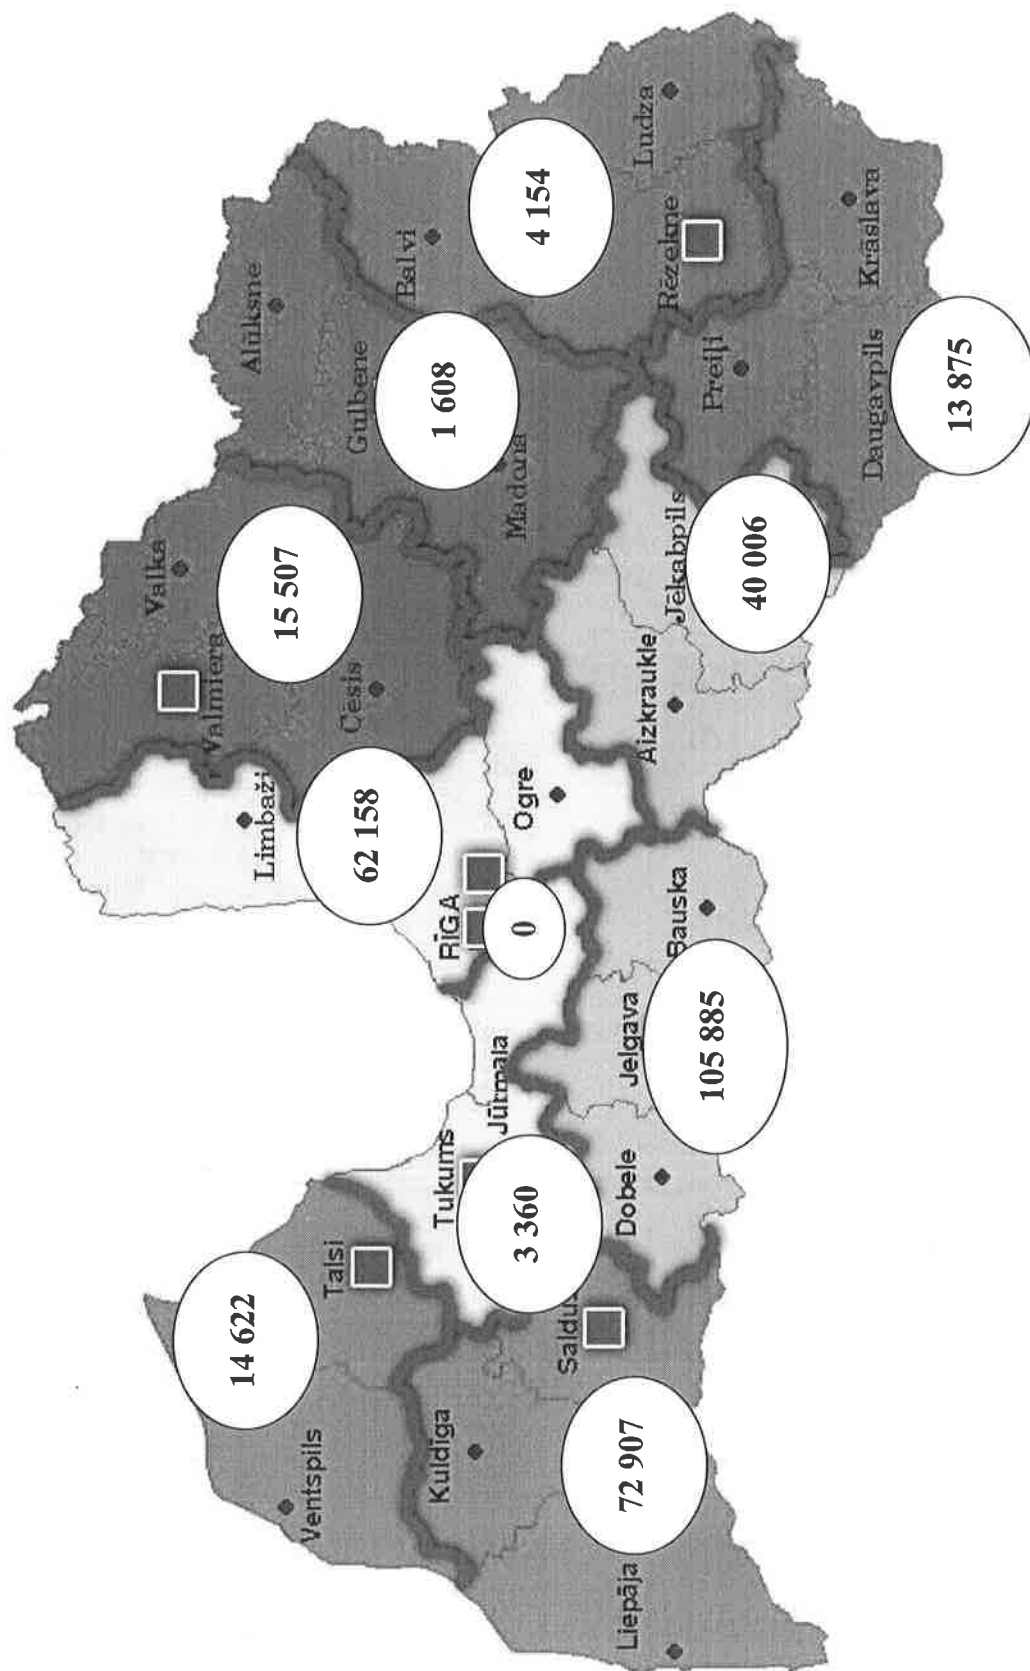 Ventspils
14 622
Talsi
Kuldīga
Liepāja
72 907
Saldus
Tukums
3 360
Jūrmala
Dobele
Jelgava
105 885
Bauska
RĪGA
0
Ogre
Limbaži
62 158
Valmiera
Valka
15 507
Cēsis
Alūksne
Gulbene
1 608
Madona
Aizkraukle
Jēkabpils
40 006
Balvi
4 154
Ludza
Rēzekne
Preiļi
Krāslava
Daugavpils
13 875